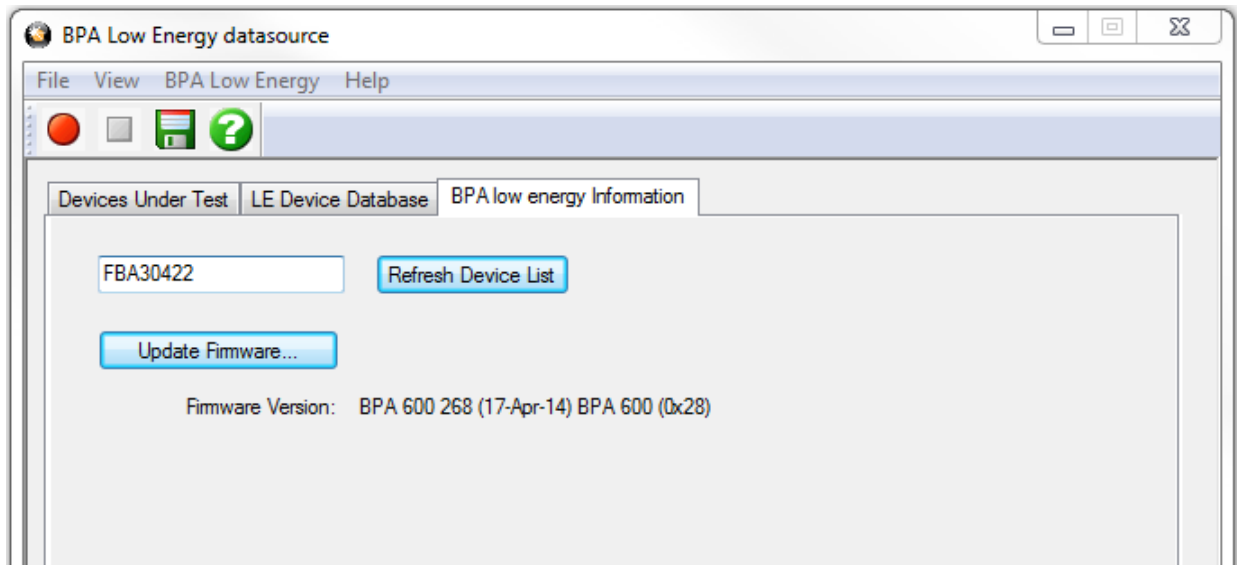 BPA Low Energy datasource
File View BPA Low Energy Help
Devices Under Test LE Device Database BPA low energy Information
FBA30422 Refresh Device List
Update Firmware...
Firmware Version: BPA 600 268 (17-Apr-14) BPA 600 (0x28)